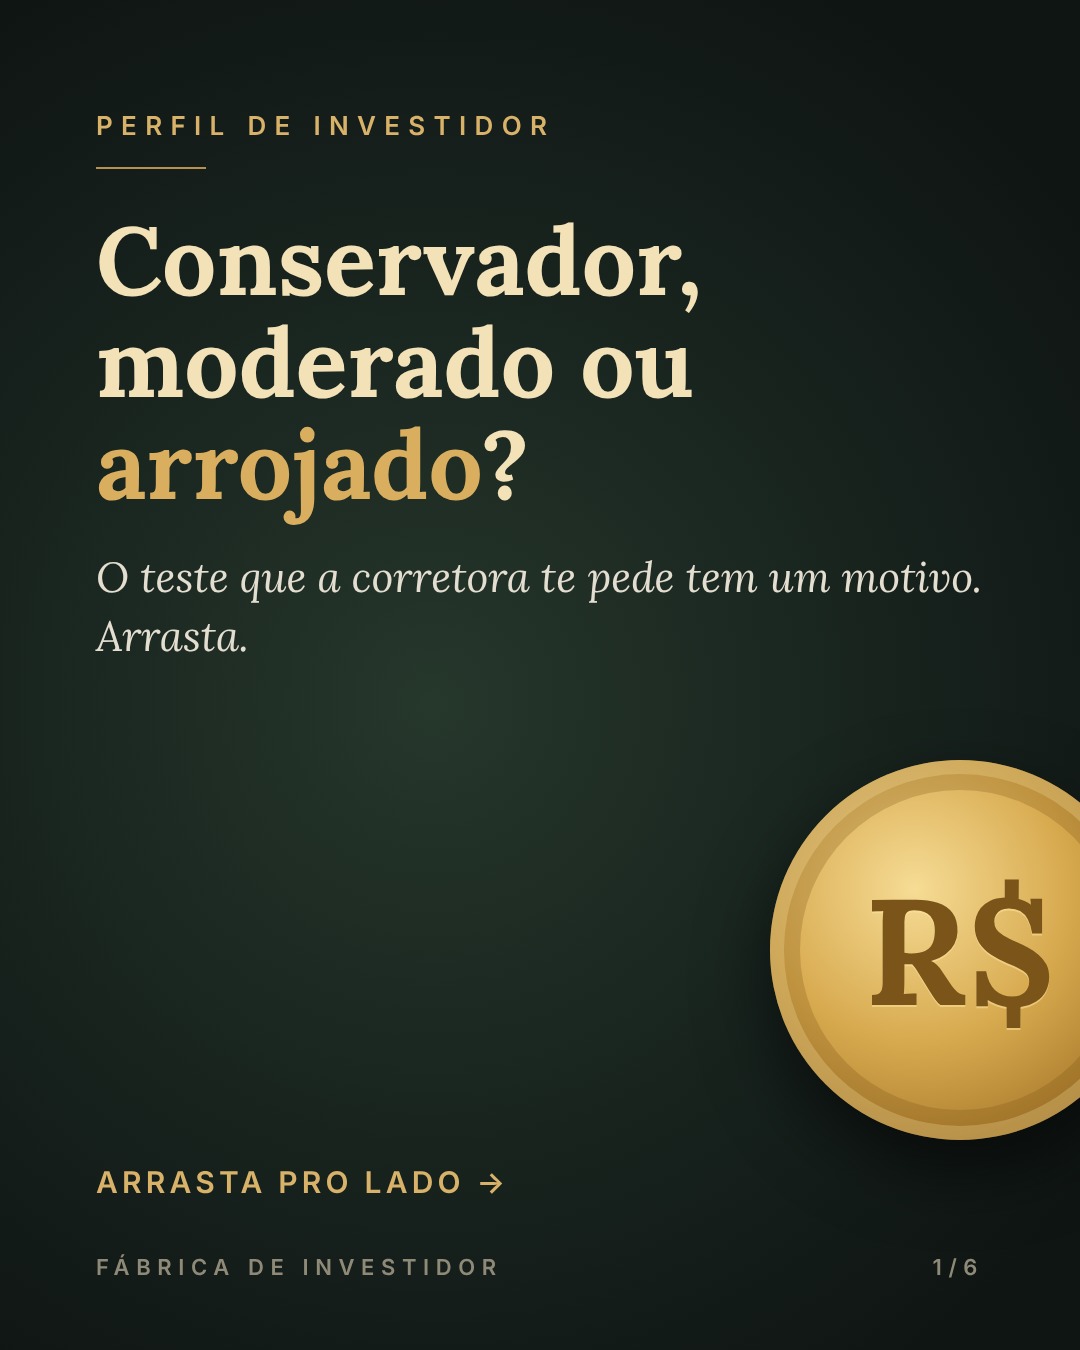 PERFIL DE INVESTIDOR
Conservador,
moderado ou
arrojado?
O teste que a corretora te pede tem um motivo.
Arrasta.
R$
ARRASTA PRO LADO →
FÁBRICA DE INVESTIDOR
1/6